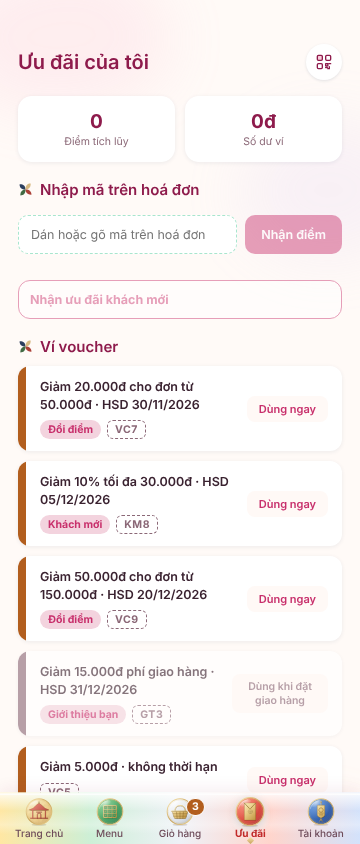 Ưu đãi của tôi
0
Điểm tích lũy
0đ
Số dư ví
Nhập mã trên hoá đơn
Dán hoặc gõ mã trên hoá đơn
Nhận điểm
Nhận ưu đãi khách mới
Ví voucher
Giảm 20.000đ cho đơn từ
50.000đ · HSD 30/11/2026
Đổi điểm
VC7
Dùng ngay
Giảm 10% tối đa 30.000đ · HSD
05/12/2026
Khách mới
KM8
Dùng ngay
Giảm 50.000đ cho đơn từ
150.000đ · HSD 20/12/2026
Đổi điểm
VC9
Dùng ngay
Giảm 15.000đ phí giao hàng ·
HSD 31/12/2026
Giới thiệu bạn
GT3
Dùng khi đặt
giao hàng
Giảm 5.000đ · không thời hạn
VC5
Dùng ngay
3
Trang chủ
Menu
Giỏ hàng
Ưu đãi
Tài khoản